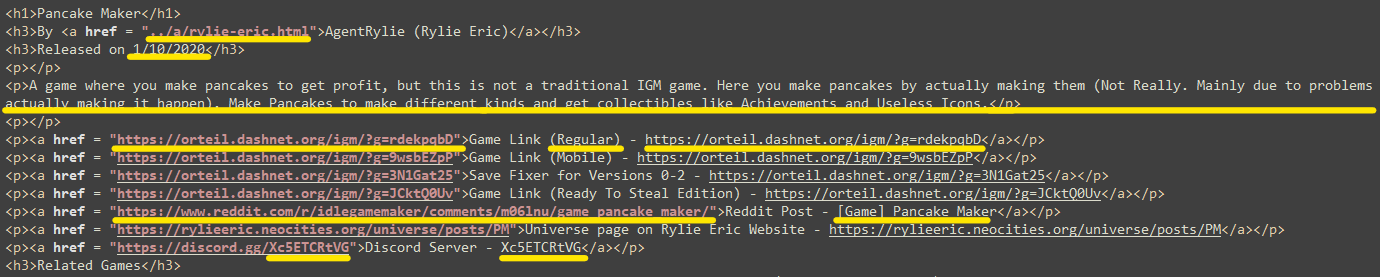 <h1>Pancake Maker</h1>
<h3>By <a href = "../a/rylie-eric.html">AgentRylie (Rylie Eric)</a></h3>
<h3>Released on 1/10/2020</h3>
<p></p>
<p>A game where you make pancakes to get profit, but this is not a traditional IGM game. Here you make pancakes by actually making them (Not Really. Mainly due to problems
actually making it happen). Make Pancakes to make different kinds and get collectibles like Achievements and Useless Icons.</p>
<p></p>
<p><a href = "https://orteil.dashnet.org/igm/?g=rdekpqbD">Game Link (Regular) - https://orteil.dashnet.org/igm/?g=rdekpqbD</a></p>
<p><a href = "https://orteil.dashnet.org/igm/?g=9wsbEZpP">Game Link (Mobile) - https://orteil.dashnet.org/igm/?g=9wsbEZpP</a></p>
<p><a href = "https://orteil.dashnet.org/igm/?g=3N1Gat25">Save Fixer for Versions 0-2 - https://orteil.dashnet.org/igm/?g=3N1Gat25</a></p>
<p><a href = "https://orteil.dashnet.org/igm/?g=JCktQ0Uv">Game Link (Ready To Steal Edition) - https://orteil.dashnet.org/igm/?g=JCktQ0Uv</a></p>
<p><a href = "https://www.reddit.com/r/idlegamemaker/comments/m06lnu/game_pancake_maker/">Reddit Post - [Game] Pancake Maker</a></p>
<p><a href = "https://rylieeric.neocities.org/universe/posts/PM">Universe page on Rylie Eric Website - https://rylieeric.neocities.org/universe/posts/PM</a></p>
<p><a href = "https://discord.gg/Xc5ETCRtVG">Discord Server - Xc5ETCRtVG</a></p>
<h3>Related Games</h3>